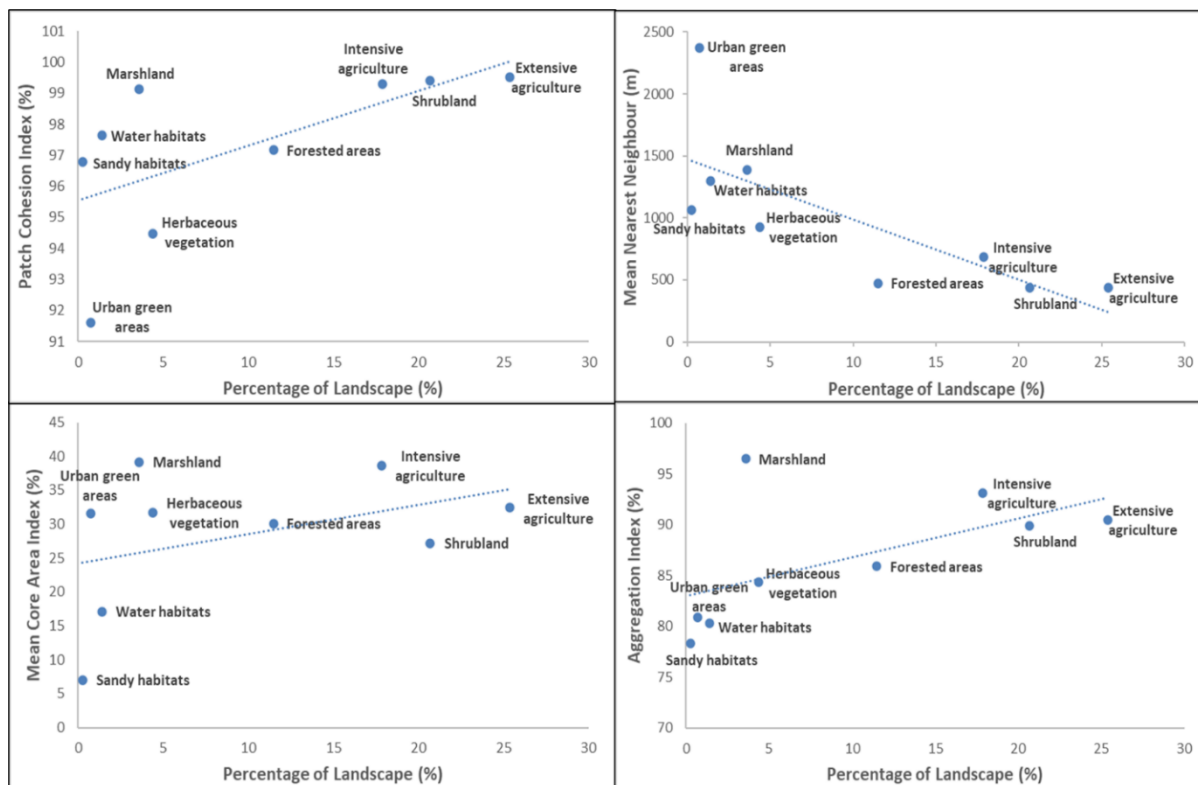 101
100
99
98
97
96
95
94
93
92
91
Patch Cohesion Index (%)
Marshland
Intensive
agriculture
Extensive
agriculture
Shrubland
Water habitats
Sandy habitats
Forested areas
Herbaceous
vegetation
Urban green
areas
0
5
10
15
20
25
30
Percentage of Landscape (%)
2500
2000
1500
1000
500
0
Mean Nearest Neighbour (m)
Urban green
areas
Marshland
Water habitats
Sandy habitats
Herbaceous
vegetation
Intensive
agriculture
Extensive
agriculture
Forested areas
Shrubland
0
5
10
15
20
25
30
Percentage of Landscape (%)
45
40
35
30
25
20
15
10
5
0
Mean Core Area Index (%)
Marshland
Urban green
areas
Intensive
agriculture
Herbaceous
vegetation
Forested areas
Extensive
agriculture
Shrubland
Water habitats
Sandy habitats
0
5
10
15
20
25
30
Percentage of Landscape (%)
100
95
90
85
80
75
70
Aggregation Index (%)
Marshland
Intensive
agriculture
Extensive
agriculture
Shrubland
Forested areas
Herbaceous
vegetation
Urban green
areas
Water habitats
Sandy habitats
0
5
10
15
20
25
30
Percentage of Landscape (%)